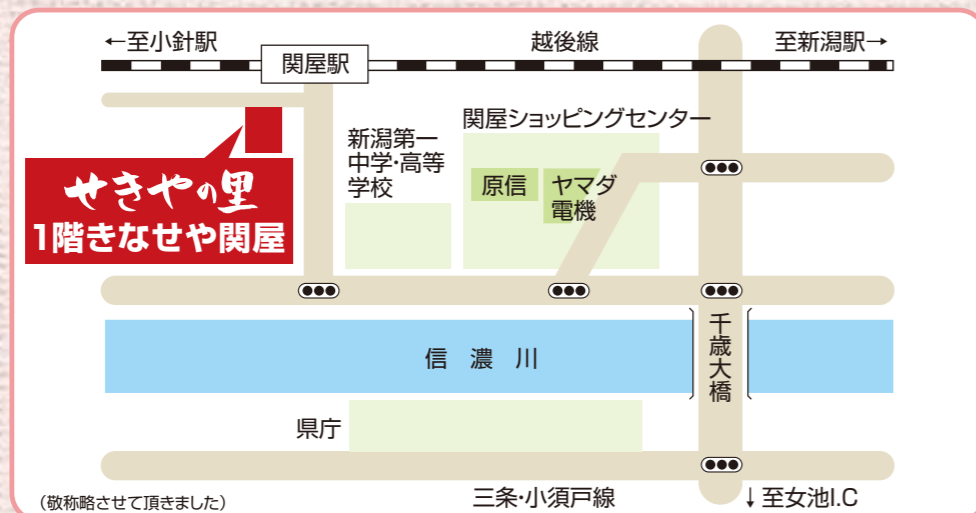 ←至小針駅
越後線
至新潟駅→
関屋駅
関屋ショッピングセンター
新潟第一
中学・高等
学校
原信
ヤマダ
電機
せきやの里
1階きなせや関屋
千歳大橋
信濃川
県庁
(敬称略させて頂きました)
三条・小須戸線
↓至女池I.C